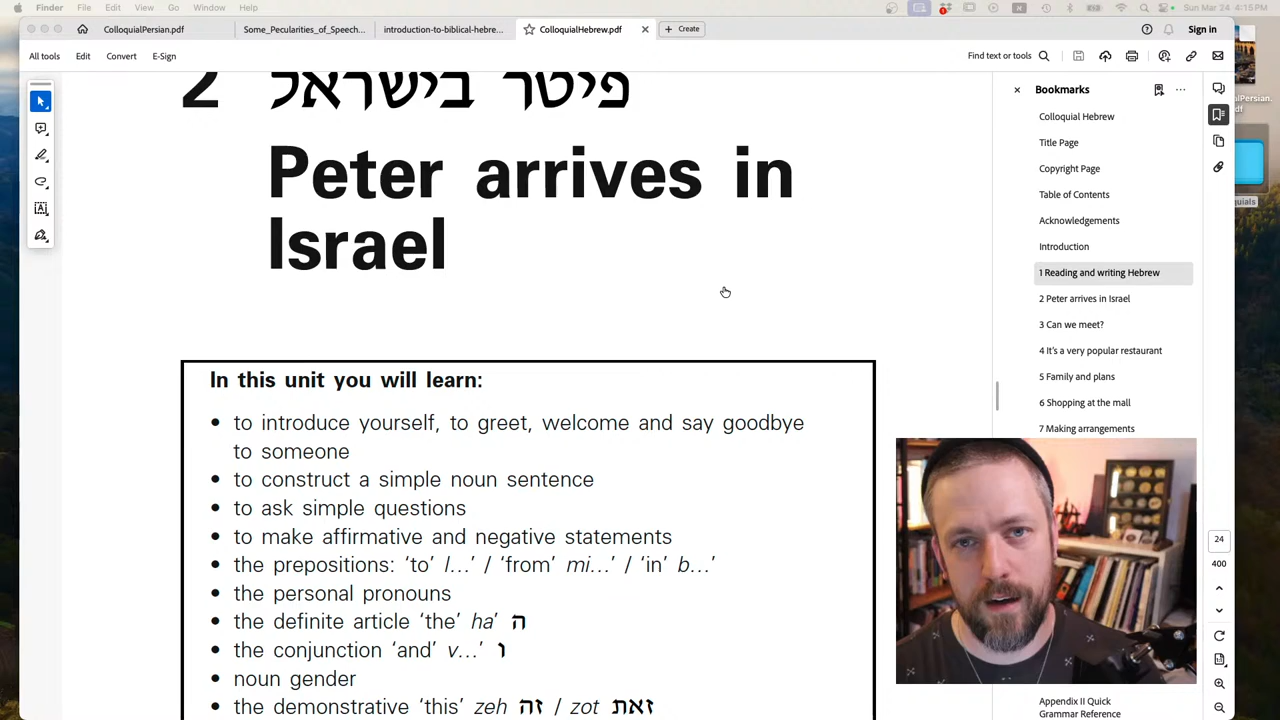 Finder File Edit View Go Window Help Sun Mar 24 4:15PM
ColloquialPersian.pdf Some_Pecularities_of_Speech... introduction-to-biblical-hebre... ColloquialHebrew.pdf Create Sign in
All tools Edit Convert E-Sign Find text or tools
2 פיטר בישראל
Peter arrives in
Israel
In this unit you will learn:
• to introduce yourself, to greet, welcome and say goodbye
to someone
• to construct a simple noun sentence
• to ask simple questions
• to make affirmative and negative statements
• the prepositions: ‘to’ l…’ / ‘from’ mi…’ / ‘in’ b…’
• the personal pronouns
• the definite article ‘the’ ha’ ה
• the conjunction ‘and’ v…’ ו
• noun gender
• the demonstrative ‘this’ zeh זה / zot זאת
Bookmarks
Colloquial Hebrew
Title Page
Copyright Page
Table of Contents
Acknowledgements
Introduction
1 Reading and writing Hebrew
2 Peter arrives in Israel
3 Can we meet?
4 It's a very popular restaurant
5 Family and plans
6 Shopping at the mall
7 Making arrangements
Appendix II Quick
Grammar Reference
24
400